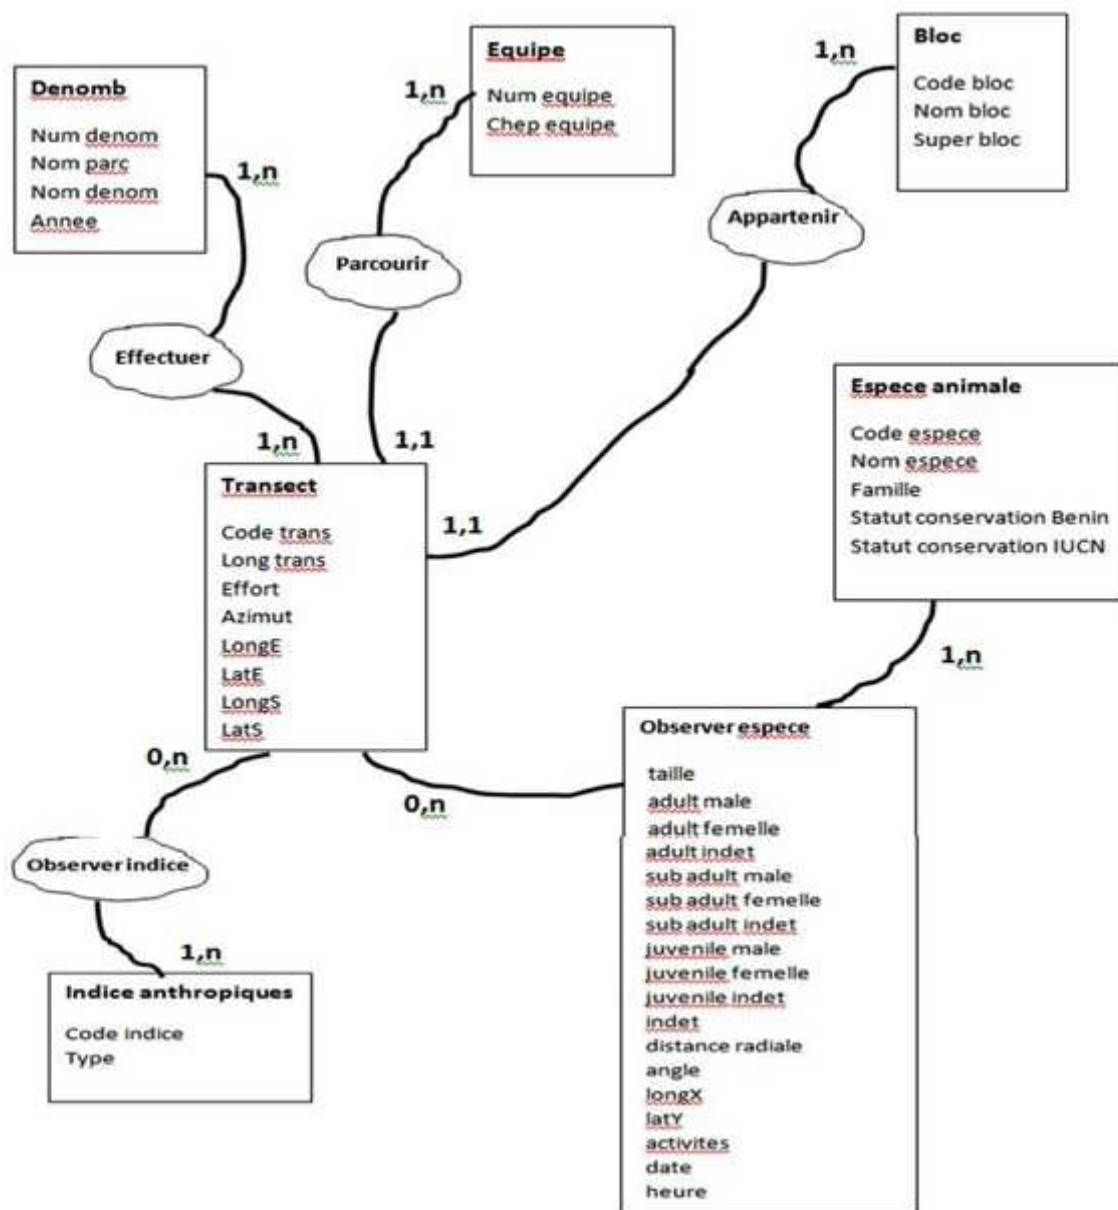 Denomb
Num denom
Nom parc
Nom denom
Annee
1,n
Equipe
Num equipe
Chep equipe
1,n
Bloc
Code bloc
Nom bloc
Super bloc
1,n
Appartenir
Parcourir
Effectuer
1,n
1,1
1,1
Transect
Code trans
Long trans
Effort
Azimut
LongE
LatE
LongS
LatS
Espece animale
Code espece
Nom espece
Famille
Statut conservation Benin
Statut conservation IUCN
1,n
0,n
0,n
Observer indice
1,n
Indice anthropiques
Code indice
Type
Observer espece
taille
adult male
adult femelle
adult indet
sub adult male
sub adult femelle
sub adult indet
juvenile male
juvenile femelle
juvenile indet
indet
distance radiale
angle
longX
latY
activites
date
heure